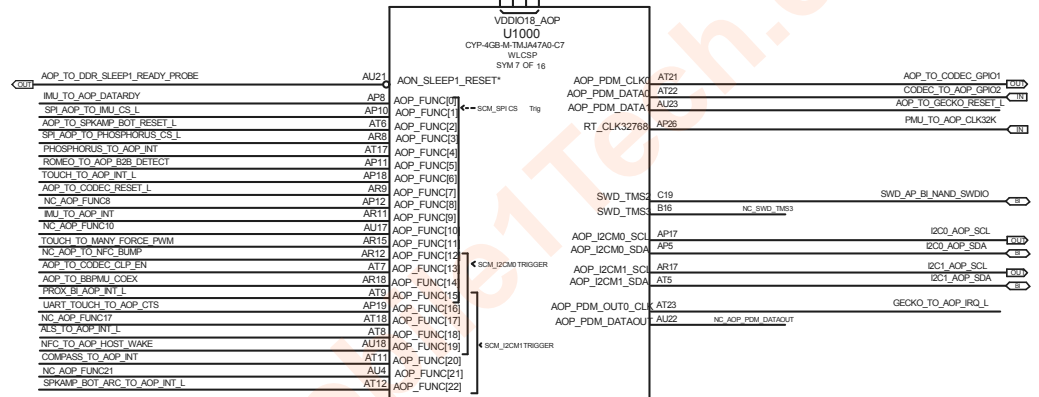 VDDIO18_AOP
U1000
CYP-4GB-M-TMJA47A0-C7
WLCSP
SYM 7 OF 16
OUT AOP_TO_DDR_SLEEP1_READY_PROBE AU21 AON_SLEEP1_RESET*
IMU_TO_AOP_DATARDY AP8 AOP_FUNC[0]
SPI_AOP_TO_IMU_CS_L AP10 AOP_FUNC[1]
AOP_TO_SPKAMP_BOT_RESET_L AT6 AOP_FUNC[2]
SPI_AOP_TO_PHOSPHORUS_CS_L AR8 AOP_FUNC[3]
PHOSPHORUS_TO_AOP_INT AT17 AOP_FUNC[4]
ROMEO_TO_AOP_B2B_DETECT AP11 AOP_FUNC[5]
TOUCH_TO_AOP_INT_L AP18 AOP_FUNC[6]
AOP_TO_CODEC_RESET_L AR9 AOP_FUNC[7]
NC_AOP_FUNC8 AP12 AOP_FUNC[8]
IMU_TO_AOP_INT AR11 AOP_FUNC[9]
NC_AOP_FUNC10 AU17 AOP_FUNC[10]
TOUCH_TO_MANY_FORCE_PWM AR15 AOP_FUNC[11]
NC_AOP_TO_NFC_BUMP AR12 AOP_FUNC[12]
AOP_TO_CODEC_CLP_EN AT7 AOP_FUNC[13]
AOP_TO_BBPMU_COEX AR18 AOP_FUNC[14]
PROX_BI_AOP_INT_L AT9 AOP_FUNC[15]
UART_TOUCH_TO_AOP_CTS AP19 AOP_FUNC[16]
NC_AOP_FUNC17 AT18 AOP_FUNC[17]
ALS_TO_AOP_INT_L AT8 AOP_FUNC[18]
NFC_TO_AOP_HOST_WAKE AU18 AOP_FUNC[19]
COMPASS_TO_AOP_INT AT11 AOP_FUNC[20]
NC_AOP_FUNC21 AU4 AOP_FUNC[21]
SPKAMP_BOT_ARC_TO_AOP_INT_L AT12 AOP_FUNC[22]
SCM_SPI CS Trig
SCM_I2CM0 TRIGGER
SCM_I2CM1 TRIGGER
AOP_PDM_CLK0 AT21 AOP_TO_CODEC_GPIO1 OUT
AOP_PDM_DATA0 AT22 CODEC_TO_AOP_GPIO2 IN
AOP_PDM_DATA1 AU23 AOP_TO_GECKO_RESET_L
RT_CLK32768 AP26 PMU_TO_AOP_CLK32K IN
SWD_TMS2 C19 SWD_AP_BI_NAND_SWDIO BI
SWD_TMS3 B16 NC_SWD_TMS3
AOP_I2CM0_SCL AP17 I2C0_AOP_SCL OUT
AOP_I2CM0_SDA AP5 I2C0_AOP_SDA BI
AOP_I2CM1_SCL AR17 I2C1_AOP_SCL OUT
AOP_I2CM1_SDA AT5 I2C1_AOP_SDA BI
AOP_PDM_OUT0_CLK AT23 GECKO_TO_AOP_IRQ_L
AOP_PDM_DATAOUT AU22 NC_AOP_PDM_DATAOUT